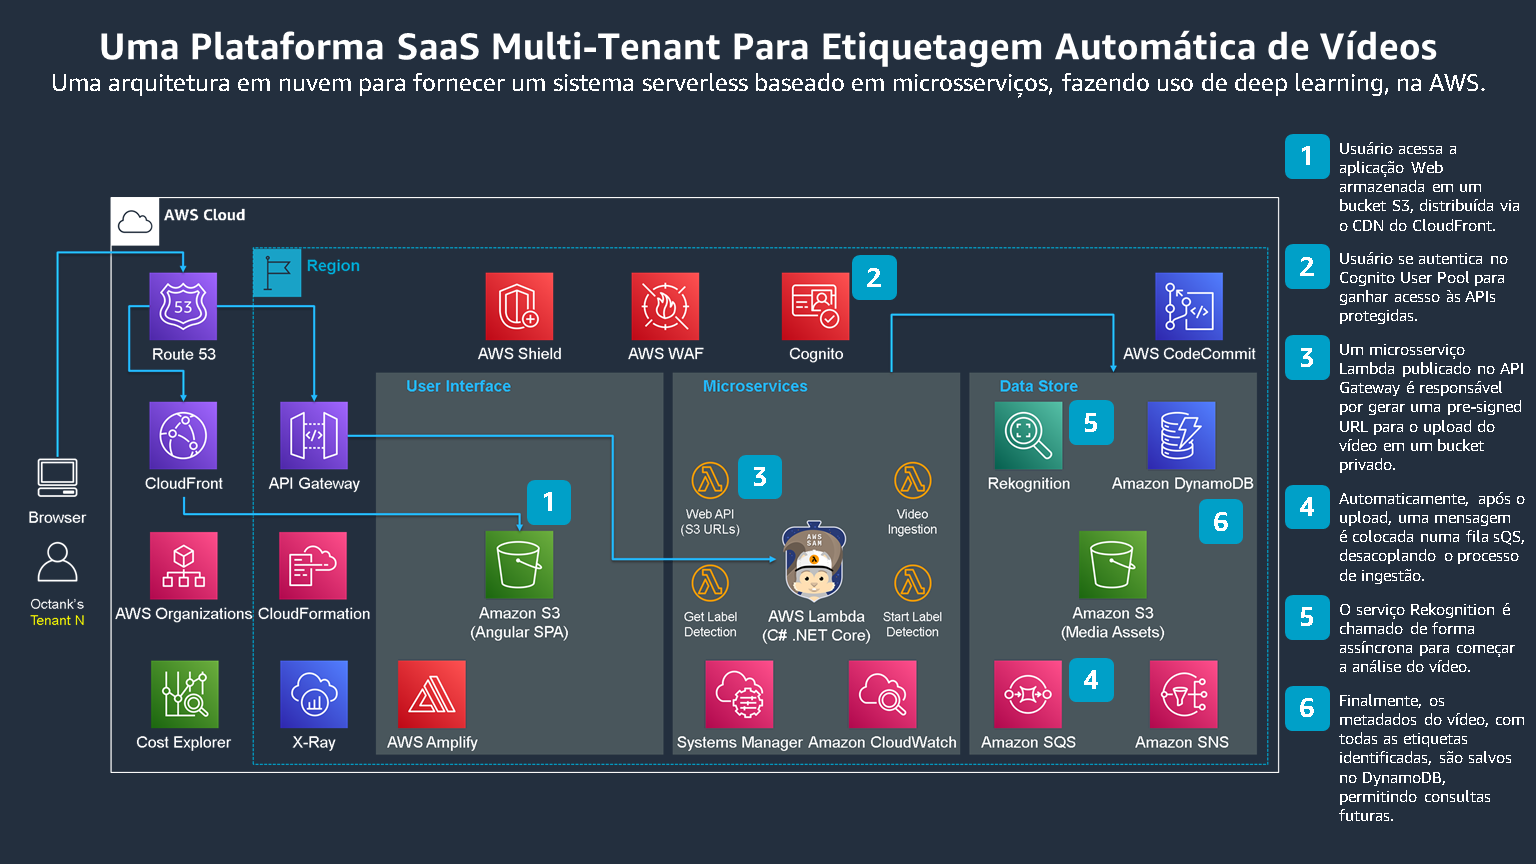 Uma Plataforma SaaS Multi-Tenant Para Etiquetagem Automática de Vídeos
Uma arquitetura em nuvem para fornecer um sistema serverless baseado em microsserviços, fazendo uso de deep learning, na AWS.
AWS Cloud
Region
53
Route 53
AWS Shield
AWS WAF
Cognito
2
AWS CodeCommit
User Interface
Microservices
Data Store
CloudFront
API Gateway
Rekognition
5
Amazon DynamoDB
6
Browser
Octank's
Tenant N
1
Web API
(S3 URLs)
3
Video
Ingestion
AWS
SAM
AWS Organizations
CloudFormation
Amazon S3
(Angular SPA)
Get Label
Detection
AWS Lambda
(C# .NET Core)
Start Label
Detection
Amazon S3
(Media Assets)
Cost Explorer
X-Ray
AWS Amplify
Systems Manager
Amazon CloudWatch
Amazon SQS
4
Amazon SNS
1
Usuário acessa a
aplicação Web
armazenada em um
bucket S3, distribuída via
o CDN do CloudFront.
2
Usuário se autentica no
Cognito User Pool para
ganhar acesso às APIs
protegidas.
3
Um microsserviço
Lambda publicado no API
Gateway é responsável
por gerar uma pre-signed
URL para o upload do
vídeo em um bucket
privado.
4
Automaticamente, após o
upload, uma mensagem
é colocada numa fila sQS,
desacoplando o processo
de ingestão.
5
O serviço Rekognition é
chamado de forma
assíncrona para começar
a análise do vídeo.
6
Finalmente, os
metadados do vídeo, com
todas as etiquetas
identificadas, são salvos
no DynamoDB,
permitindo consultas
futuras.